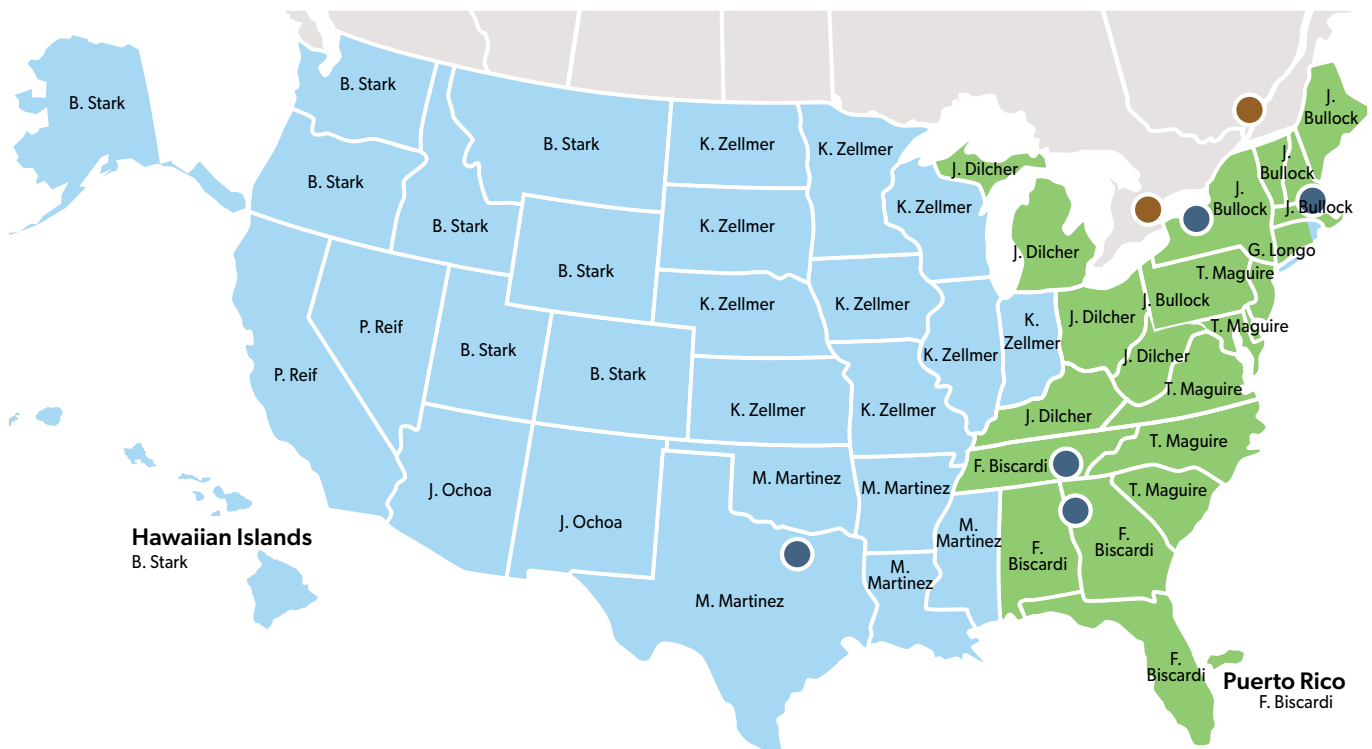 B. Stark
B. Stark
B. Stark
B. Stark
B. Stark
B. Stark
B. Stark
B. Stark
P. Reif
P. Reif
J. Ochoa
J. Ochoa
K. Zellmer
K. Zellmer
K. Zellmer
K. Zellmer
K. Zellmer
K. Zellmer
K. Zellmer
K. Zellmer
K. Zellmer
K.
Zellmer
M. Martinez
M. Martinez
M. Martinez
M.
Martinez
M.
Martinez
J. Dilcher
J. Dilcher
J. Dilcher
J. Dilcher
J. Dilcher
J.
Bullock
J.
Bullock
J.
Bullock
J. Bullock
J. Bullock
G. Longo
T. Maguire
T. Maguire
T. Maguire
T. Maguire
T. Maguire
F. Biscardi
F.
Biscardi
F.
Biscardi
F.
Biscardi
Hawaiian Islands
B. Stark
Puerto Rico
F. Biscardi